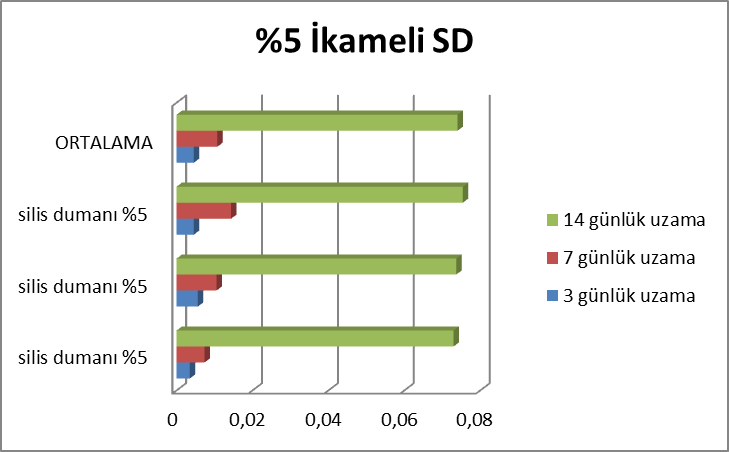 %5 İkameli SD
ORTALAMA
silis dumanı %5
silis dumanı %5
silis dumanı %5
0
0,02
0,04
0,06
0,08
14 günlük uzama
7 günlük uzama
3 günlük uzama